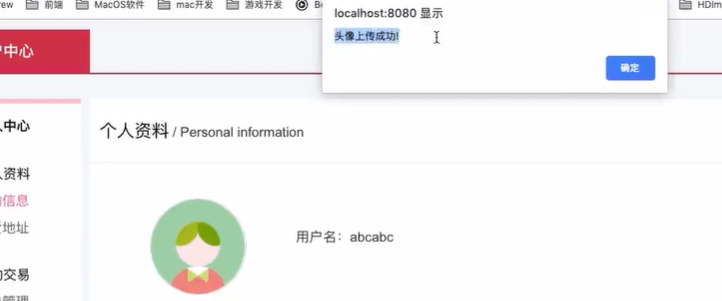 前端 MacOS软件 mac开发 游戏开发
localhost:8080 显示
头像上传成功!
确定
中心
人中心
个人资料 / Personal information
人资料
信息
地址
用户名：abcabc
交易
管理